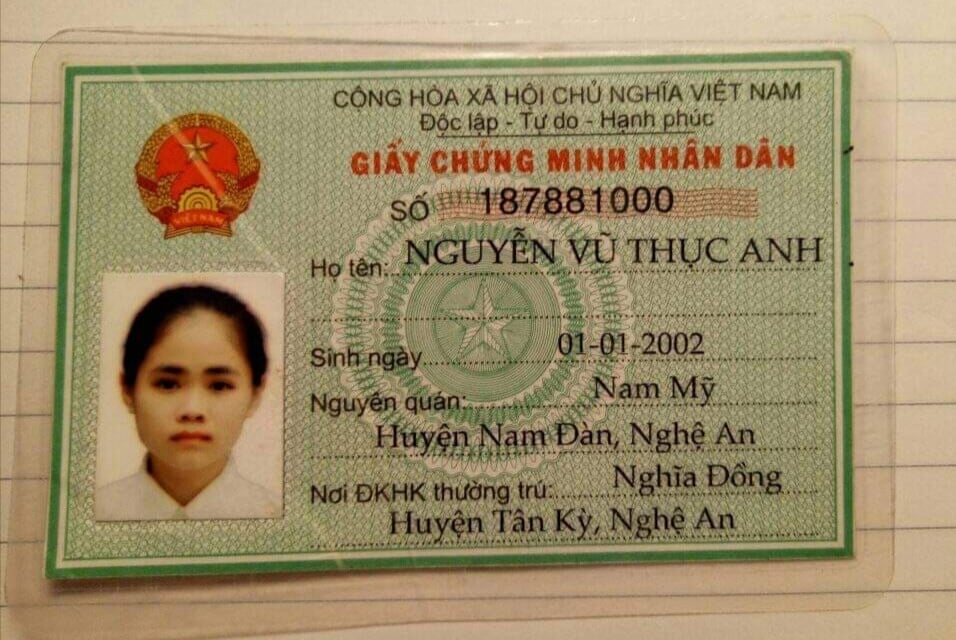 CÔNG HÒA XÃ HỘI CHỦ NGHĨA VIỆT NAM
Độc lập - Tự do - Hạnh phúc
GIẤY CHỨNG MINH NHÂN DÂN
SỐ 187881000
Họ tên: NGUYỄN VŨ THỤC ANH
Sinh ngày 01-01-2002
Nguyên quán: Nam Mỹ
Huyện Nam Đàn, Nghệ An
Nơi ĐKHK thường trú: Nghĩa Đồng
Huyện Tân Kỳ, Nghệ An
VIỆT NAM